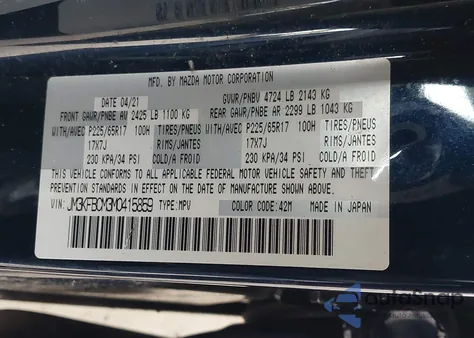 MFD. BY MAZDA MOTOR CORPORATION
DATE 04/21 GVWR/PNBV 4724 LB 2143 KG
FRONT GAWR/PNBE AV 2425 LB 1100 KG REAR GAWR/PNBE AR 2299 LB 1043 KG
WITH/AVEC P225/65R17 100H TIRES/PNEUS WITH/AVEC P225/65R17 100H TIRES/PNEUS
17X7J RIMS/JANTES 17X7J RIMS/JANTES
230 KPA/34 PSI COLD/A FROID 230 KPA/34 PSI COLD/A FROID
THIS VEHICLE CONFORMS TO ALL APPLICABLE FEDERAL MOTOR VEHICLE SAFETY, BUMPER,
AND THEFT PREVENTION STANDARDS IN EFFECT ON THE DATE OF MANUFACTURE SHOWN ABOVE.
VIN: JM3KFBCM3M0415859 TYPE:MPV COLOR CODE: 42M MADE IN JAPAN
autosnap